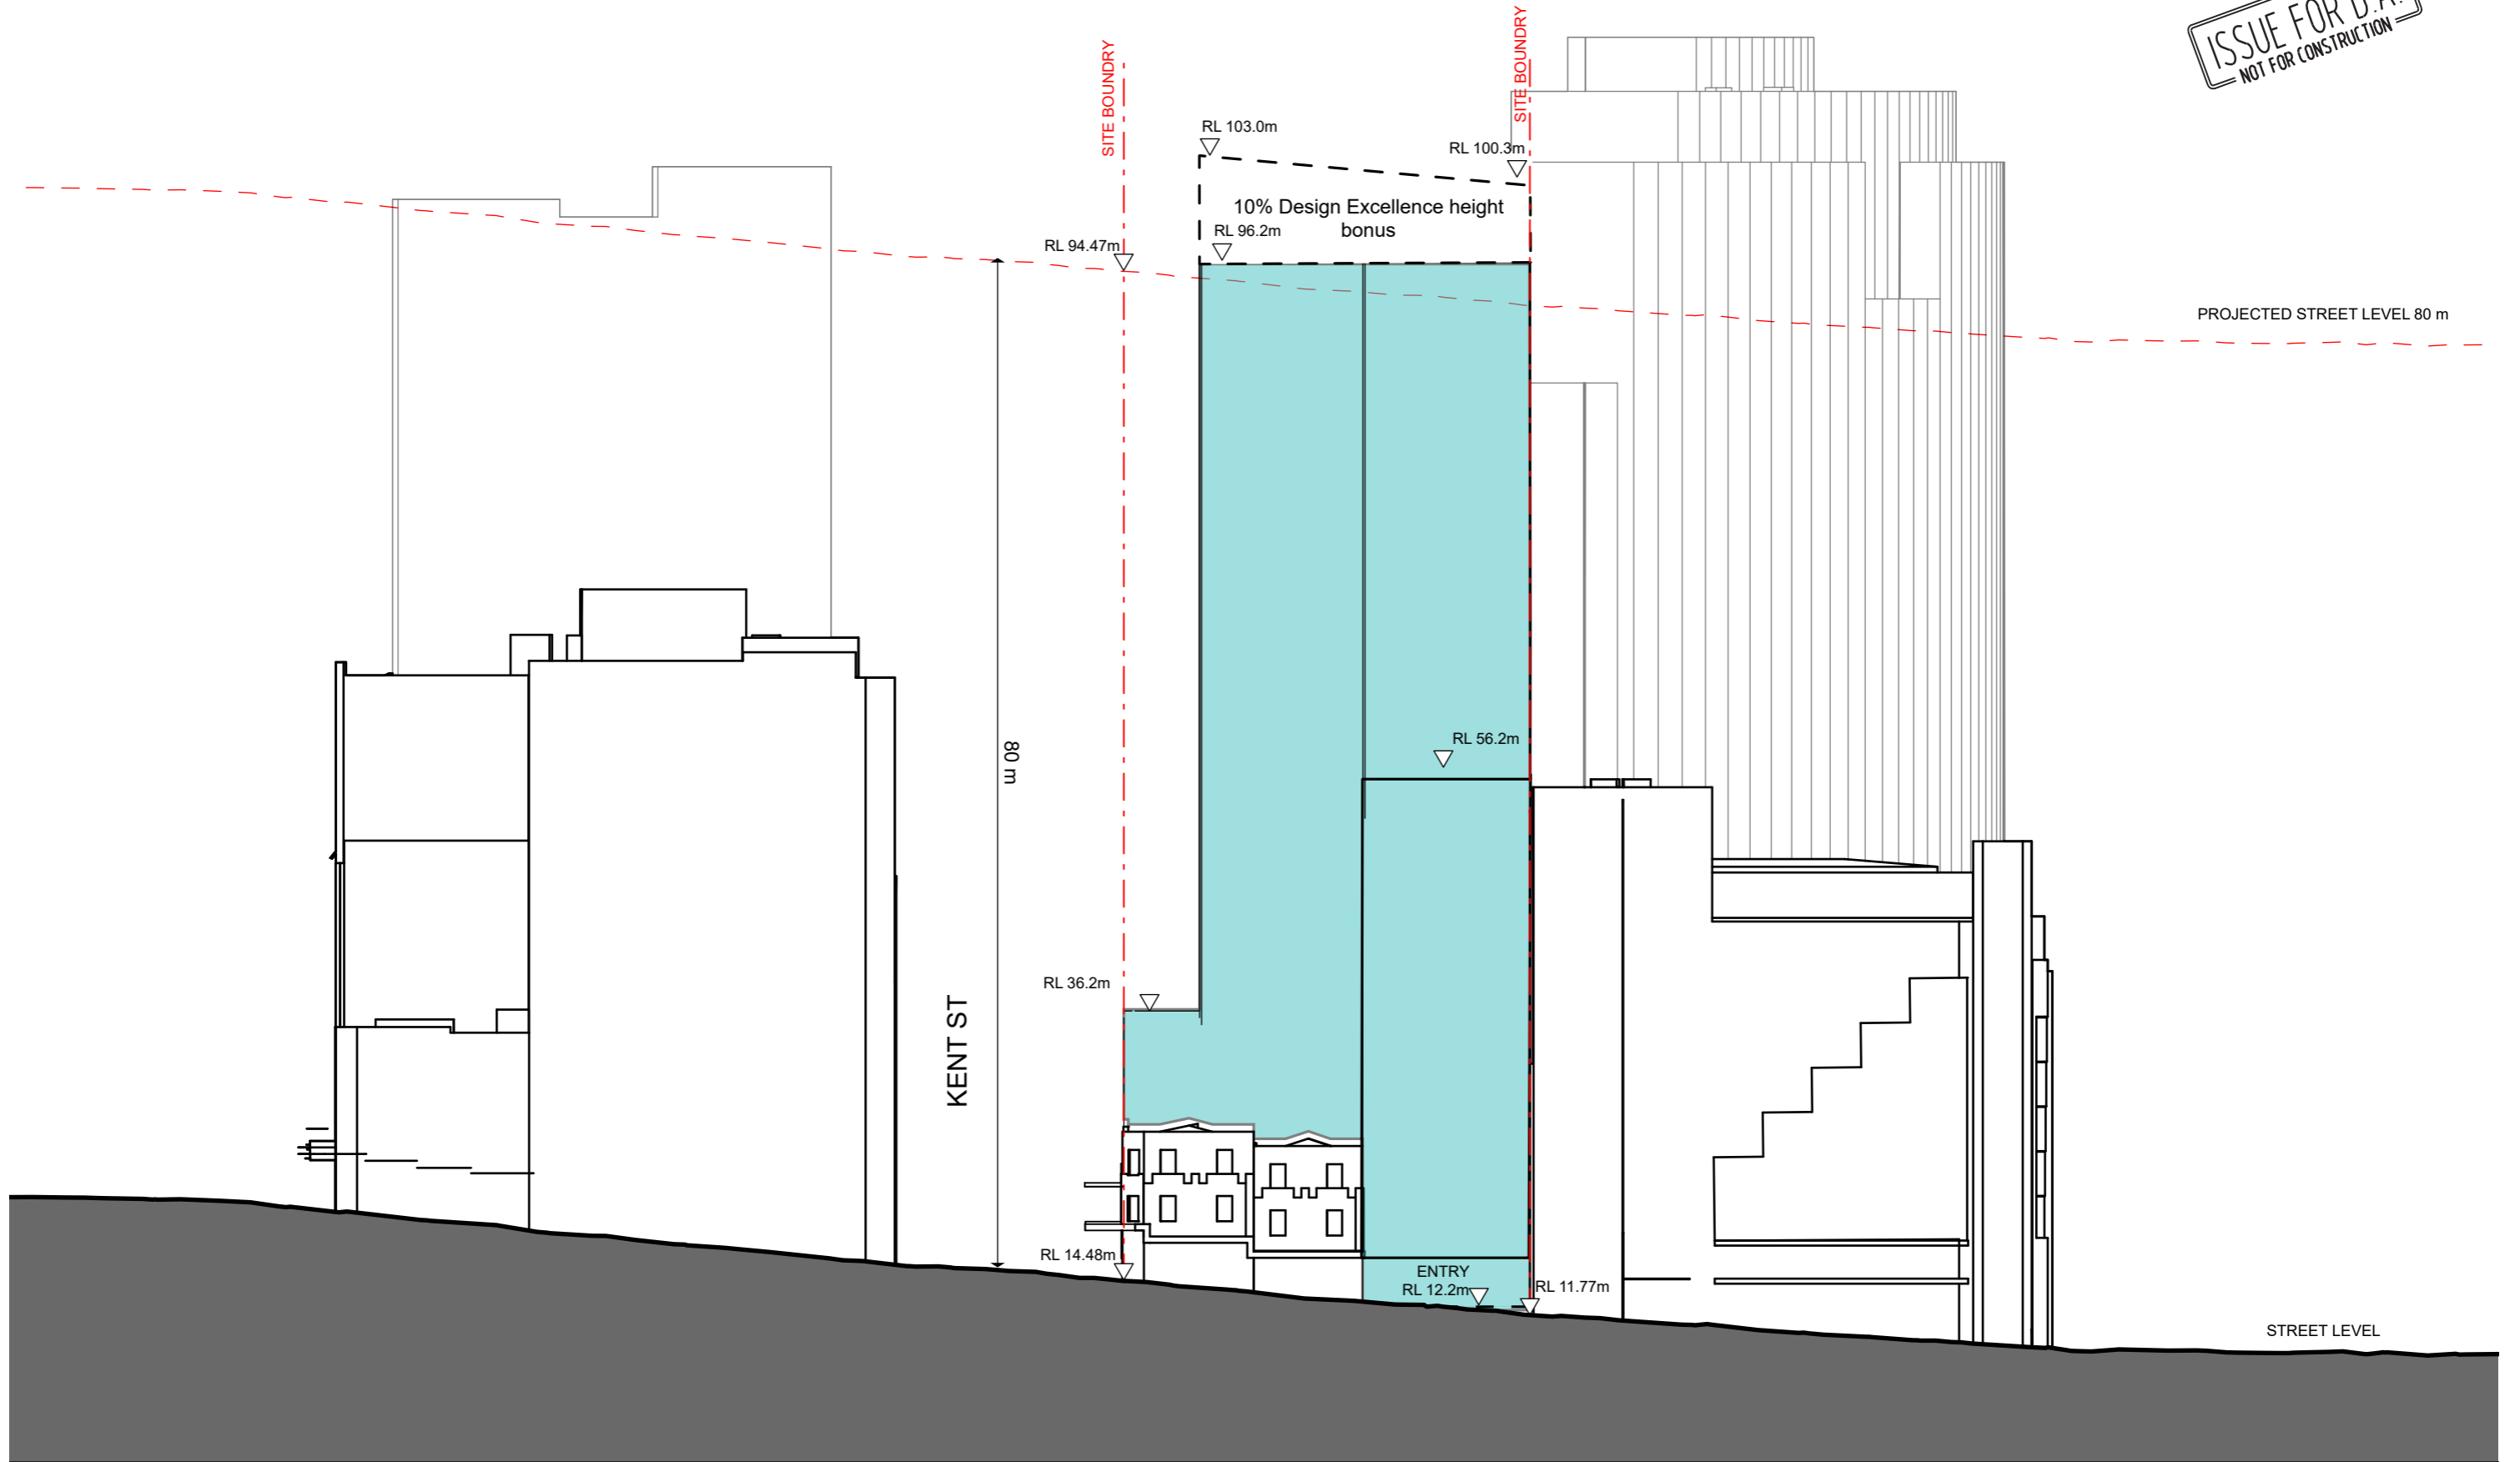 ISSUE FOR D.A.
NOT FOR CONSTRUCTION
SITE BOUNDRY
SITE BOUNDRY
RL 103.0m
RL 100.3m
10% Design Excellence height
bonus
RL 96.2m
RL 94.47m
PROJECTED STREET LEVEL 80 m
80 m
RL 56.2m
RL 36.2m
KENT ST
RL 14.48m
ENTRY
RL 12.2m
RL 11.77m
STREET LEVEL